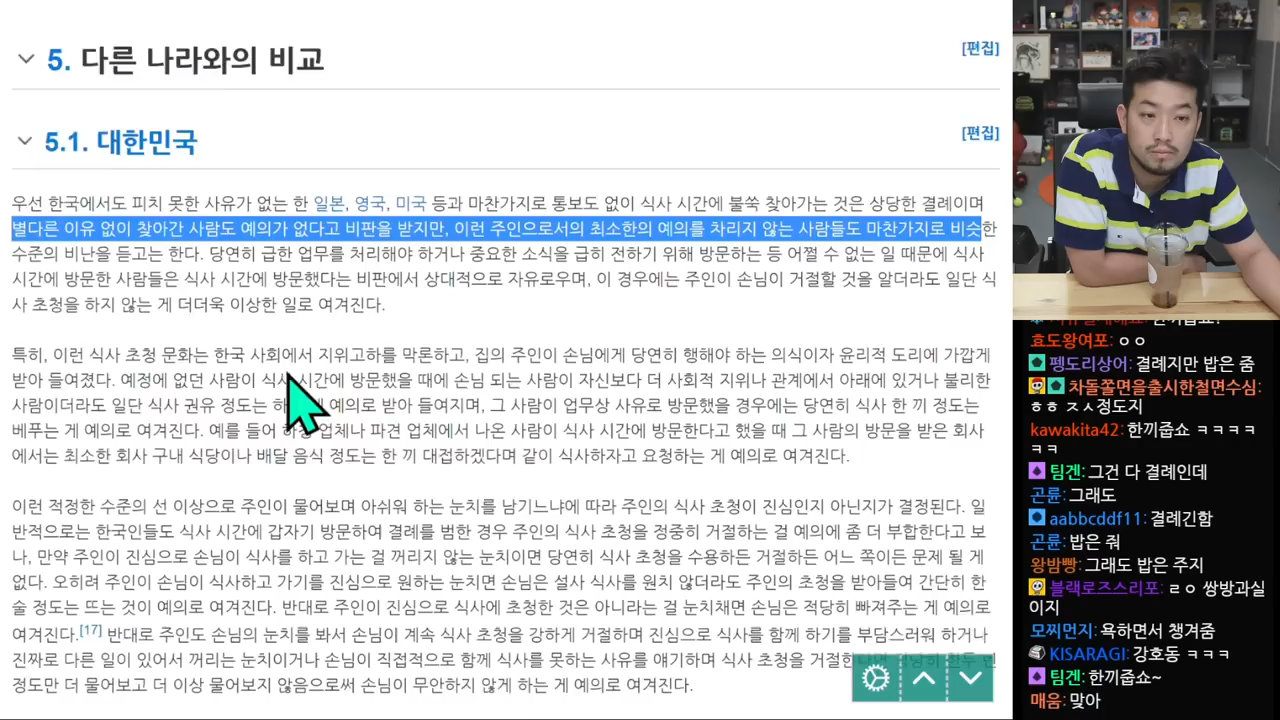 5. 다른 나라와의 비교
[편집]
5.1. 대한민국
[편집]
우선 한국에서도 피치 못한 사유가 없는 한 일본, 영국, 미국 등과 마찬가지로 통보도 없이 식사 시간에 불쑥 찾아가는 것은 상당한 결례이며
별다른 이유 없이 찾아간 사람도 예의가 없다고 비판을 받지만, 이런 주인으로서의 최소한의 예의를 차리지 않는 사람들도 마찬가지로 비슷한
수준의 비난을 듣고는 한다. 당연히 급한 업무를 처리해야 하거나 중요한 소식을 급히 전하기 위해 방문하는 등 어쩔 수 없는 일 때문에 식사
시간에 방문한 사람들은 식사 시간에 방문했다는 비판에서 상대적으로 자유로우며, 이 경우에는 주인이 손님이 거절할 것을 알더라도 일단 식
사 초청을 하지 않는 게 더더욱 이상한 일로 여겨진다.
특히, 이런 식사 초청 문화는 한국 사회에서 지위고하를 막론하고, 집의 주인이 손님에게 당연히 행해야 하는 의식이자 윤리적 도리에 가깝게
받아 들여졌다. 예정에 없던 사람이 식사 시간에 방문했을 때에 손님 되는 사람이 자신보다 더 사회적 지위나 관계에서 아래에 있거나 불리한
사람이더라도 일단 식사 권유 정도는 예의로 받아 들여지며, 그 사람이 업무상 사유로 방문했을 경우에는 당연히 식사 한 끼 정도는
베푸는 게 예의로 여겨진다. 예를 들어 업체나 파견 업체에서 나온 사람이 식사 시간에 방문한다고 했을 때 그 사람의 방문을 받은 회사
에서는 최소한 회사 구내 식당이나 배달 음식 정도는 한 끼 대접하겠다며 같이 식사하자고 요청하는 게 예의로 여겨진다.
이런 적정한 수준의 선 이상으로 주인이 물어보며 아쉬워 하는 눈치를 남기느냐에 따라 주인의 식사 초청이 진심인지 아닌지가 결정된다. 일
반적으로는 한국인들도 식사 시간에 갑자기 방문하여 결례를 범한 경우 주인의 식사 초청을 정중히 거절하는 걸 예의에 좀 더 부합한다고 보
나, 만약 주인이 진심으로 손님이 식사를 하고 가는 걸 꺼리지않는 눈치이면 당연히 식사 초청을 수용하든 거절하든 어느 쪽이든 문제 될 게
없다. 오히려 주인이 손님이 식사하고 가기를 진심으로 원하는 눈치면 손님은 설사 식사를 원치 않더라도 주인의 초청을 받아들여 간단히 한
술 정도는 뜨는 것이 예의로 여겨진다. 반대로 주인이 진심으로 식사에 초청한 것은 아니라는 걸 눈치채면 손님은 적당히 빠져주는 게 예의로
여겨진다.[17] 반대로 주인도 손님의 눈치를 봐서 손님이 계속 식사 초청을 강하게 거절하며 진심으로 식사를 함께 하기를 부담스러워 하거나
진짜로 다른 일이 있어서 꺼리는 눈치이거나 손님이 직접적으로 함께 식사를 못하는 사유를 얘기하며 식사 초청을
정도만 더 물어보고 더 이상 물어보지 않음으로써 손님이 무안하지 않게 하는 게 예의로 여겨진다.
효도왕여포: ㅇㅇ
펭도리상어: 결례지만 밥은 줌
차돌쫄면을출시한철면수심:
ㅎㅎ ㅈㅅ정도지
kawakita42: 한끼줍쇼 ㅋㅋㅋㅋ
ㅋㅋ
팀겐: 그건 다 결례인데
곤륜: 그래도
aabbcddf11: 결례긴함
곤륜: 밥은 줘
왕밤빵: 그래도 밥은 주지
블랙로즈스리포: ㄹㅇ 쌍방과실
이지
모찌먼지: 욕하면서 챙겨줌
KISARAGI: 강호동 ㅋㅋㅋ
팀겐: 한끼줍쇼~
매움: 맞아